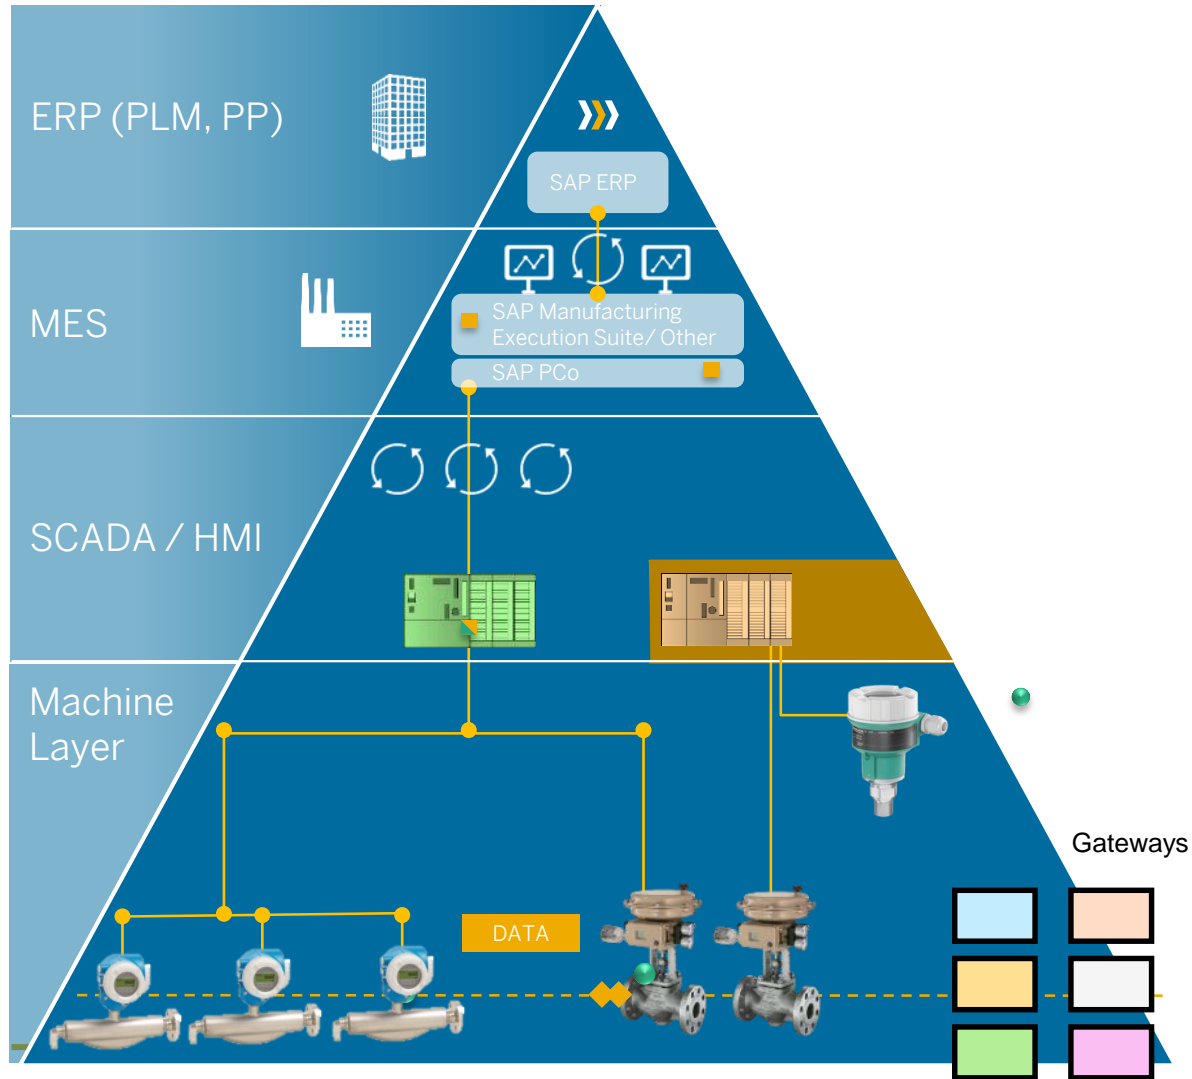 ERP (PLM, PP)
SAP ERP
MES
SAP Manufacturing
Execution Suite/ Other
SAP PCo
SCADA / HMI
Machine
Layer
Gateways
DATA